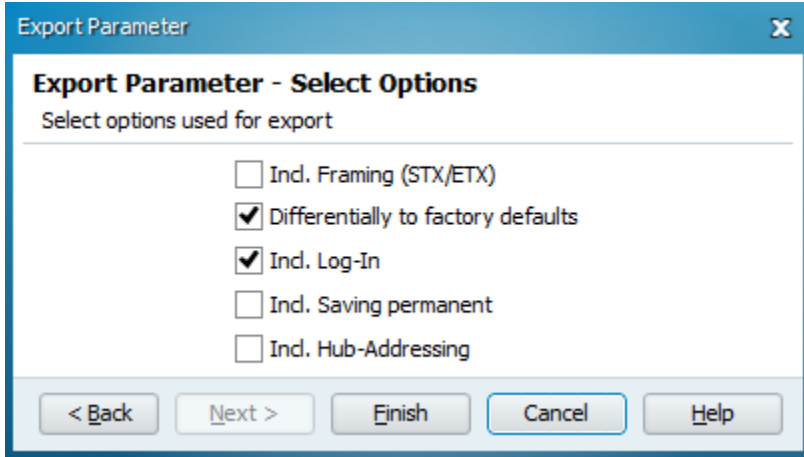 Export Parameter
Export Parameter - Select Options
Select options used for export
Incl. Framing (STX/ETX)
Differentially to factory defaults
Incl. Log-In
Incl. Saving permanent
Incl. Hub-Addressing
< Back Next > Finish Cancel Help